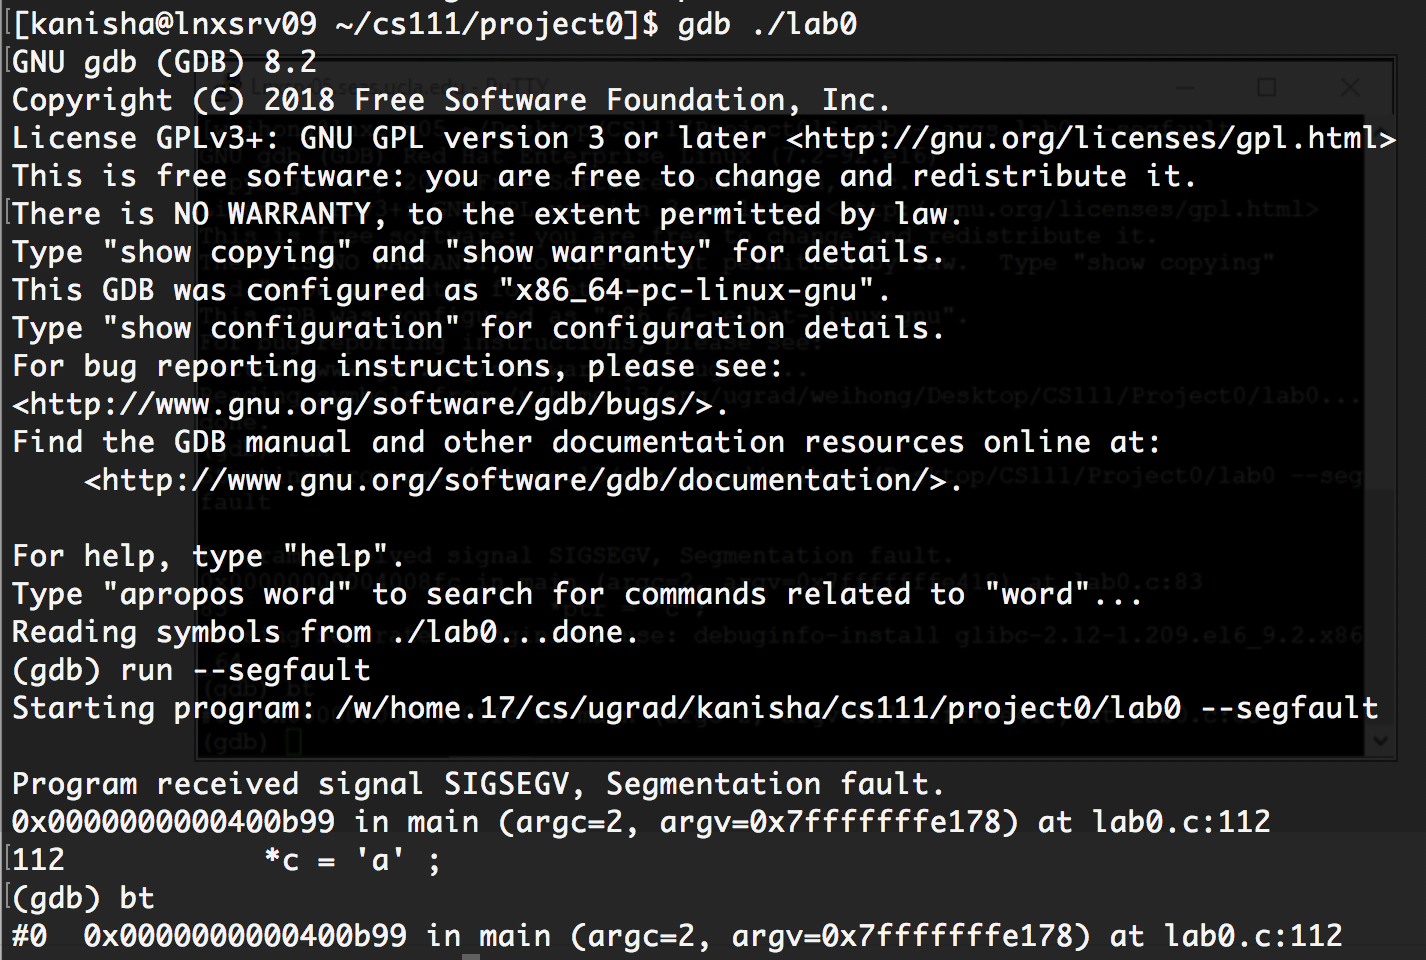 [kanisha@lnxsrv09 ~/cs111/project0]$ gdb ./lab0
GNU gdb (GDB) 8.2
Copyright (C) 2018 Free Software Foundation, Inc.
License GPLv3+: GNU GPL version 3 or later <http://gnu.org/licenses/gpl.html>
This is free software: you are free to change and redistribute it.
There is NO WARRANTY, to the extent permitted by law.
Type "show copying" and "show warranty" for details.
This GDB was configured as "x86_64-pc-linux-gnu".
Type "show configuration" for configuration details.
For bug reporting instructions, please see:
<http://www.gnu.org/software/gdb/bugs/>.
Find the GDB manual and other documentation resources online at:
    <http://www.gnu.org/software/gdb/documentation/>.

For help, type "help".
Type "apropos word" to search for commands related to "word"...
Reading symbols from ./lab0...done.
(gdb) run --segfault
Starting program: /w/home.17/cs/ugrad/kanisha/cs111/project0/lab0 --segfault

Program received signal SIGSEGV, Segmentation fault.
0x0000000000400b99 in main (argc=2, argv=0x7fffffffe178) at lab0.c:112
112           *c = 'a' ;
(gdb) bt
#0  0x0000000000400b99 in main (argc=2, argv=0x7fffffffe178) at lab0.c:112